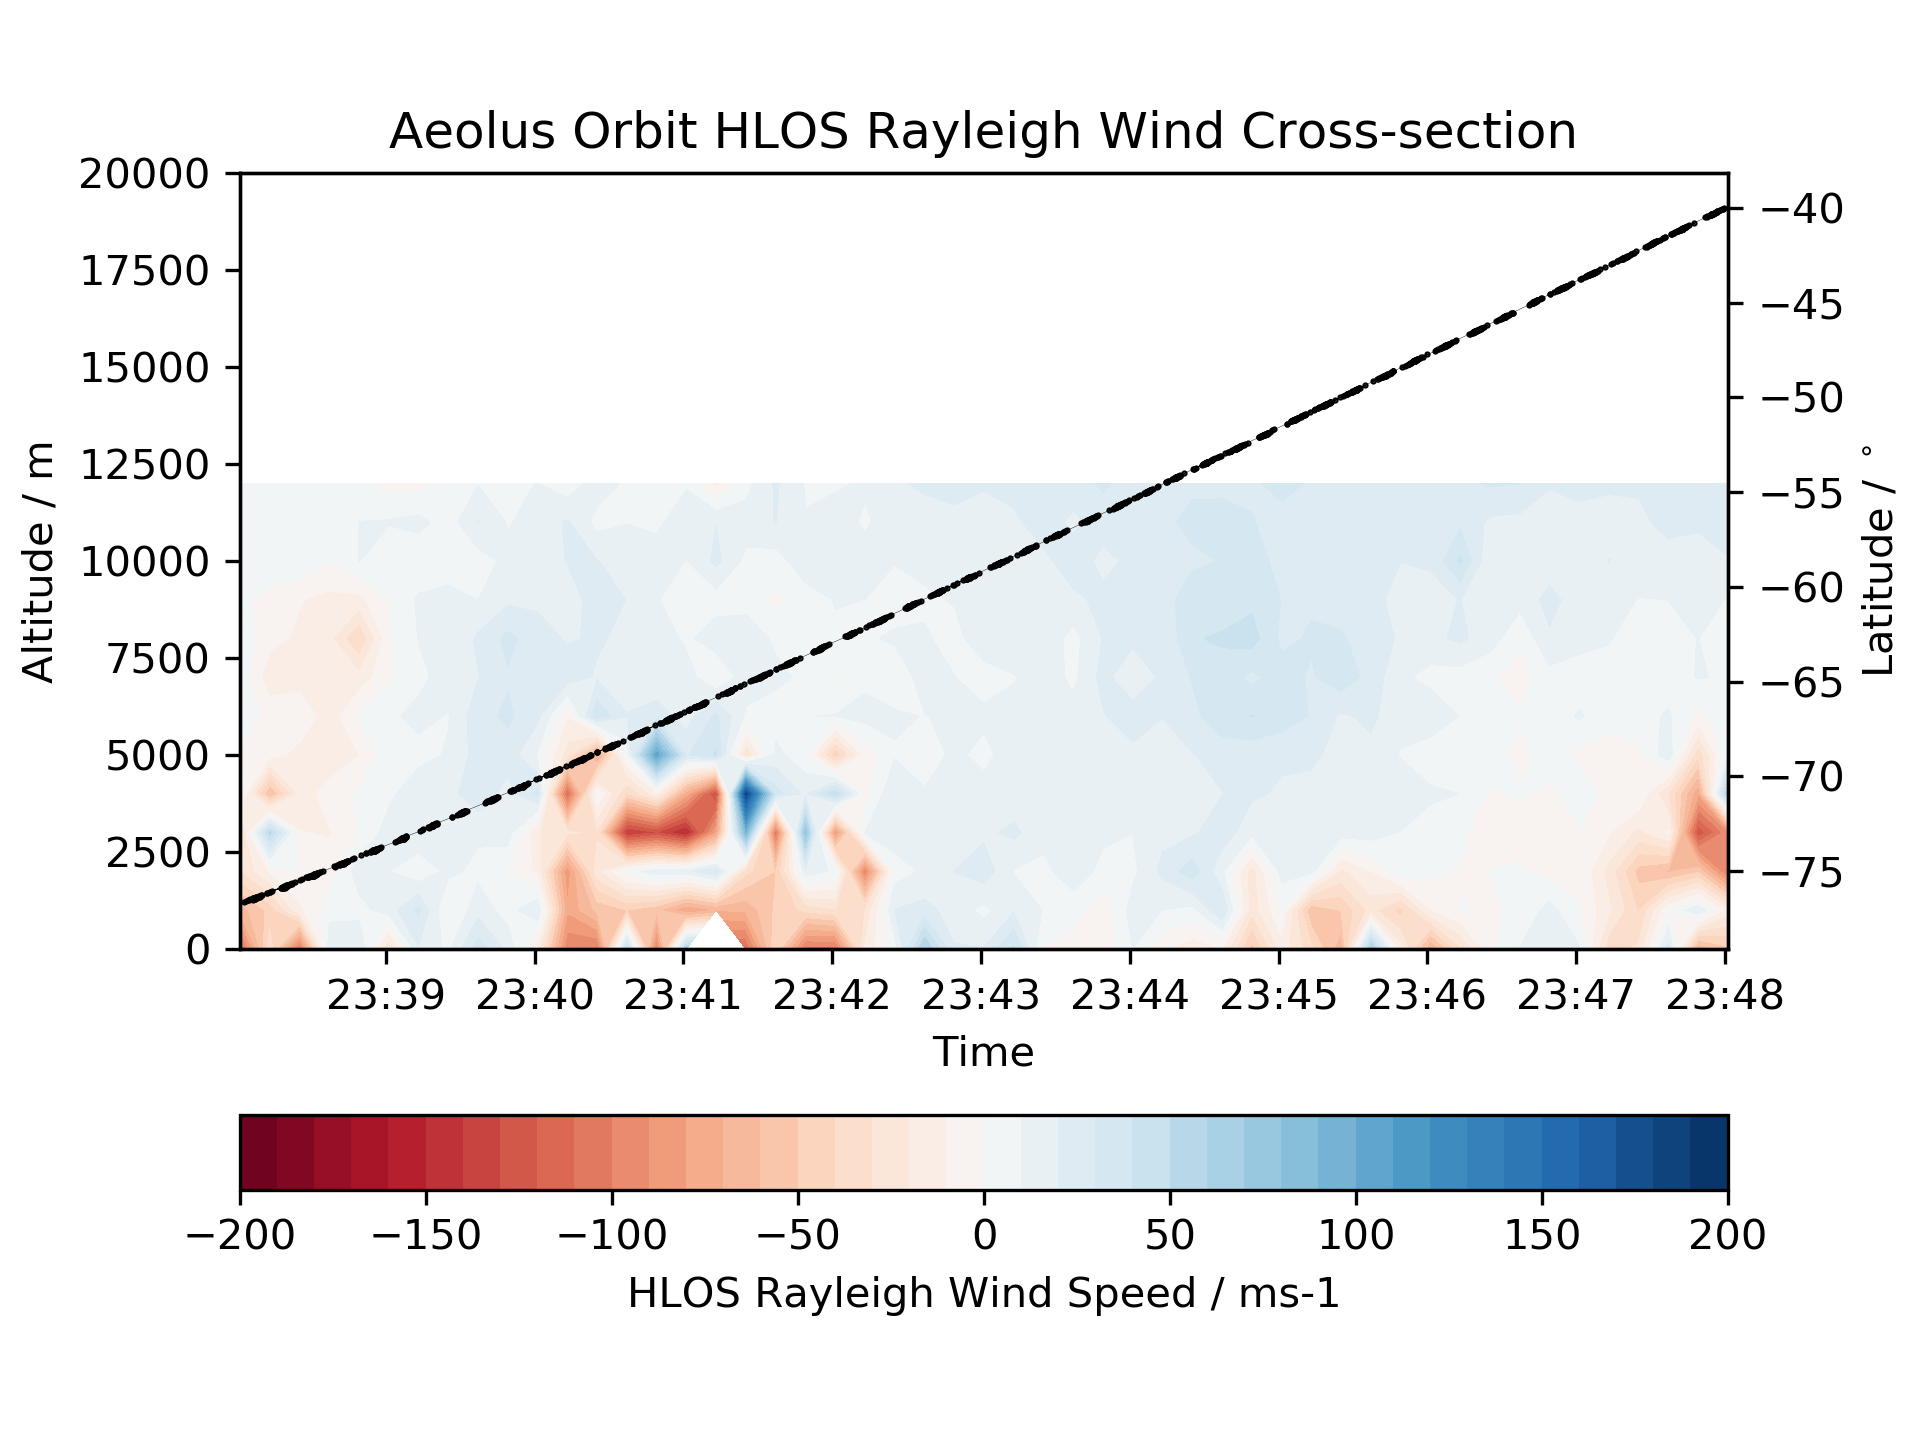 Aeolus Orbit HLOS Rayleigh Wind Cross-section
20000
17500
15000
12500
10000
7500
5000
2500
0
Altitude / m
−40
−45
−50
−55
−60
−65
−70
−75
Latitude / °
23:39 23:40 23:41 23:42 23:43 23:44 23:45 23:46 23:47 23:48
Time
−200 −150 −100 −50 0 50 100 150 200
HLOS Rayleigh Wind Speed / ms-1